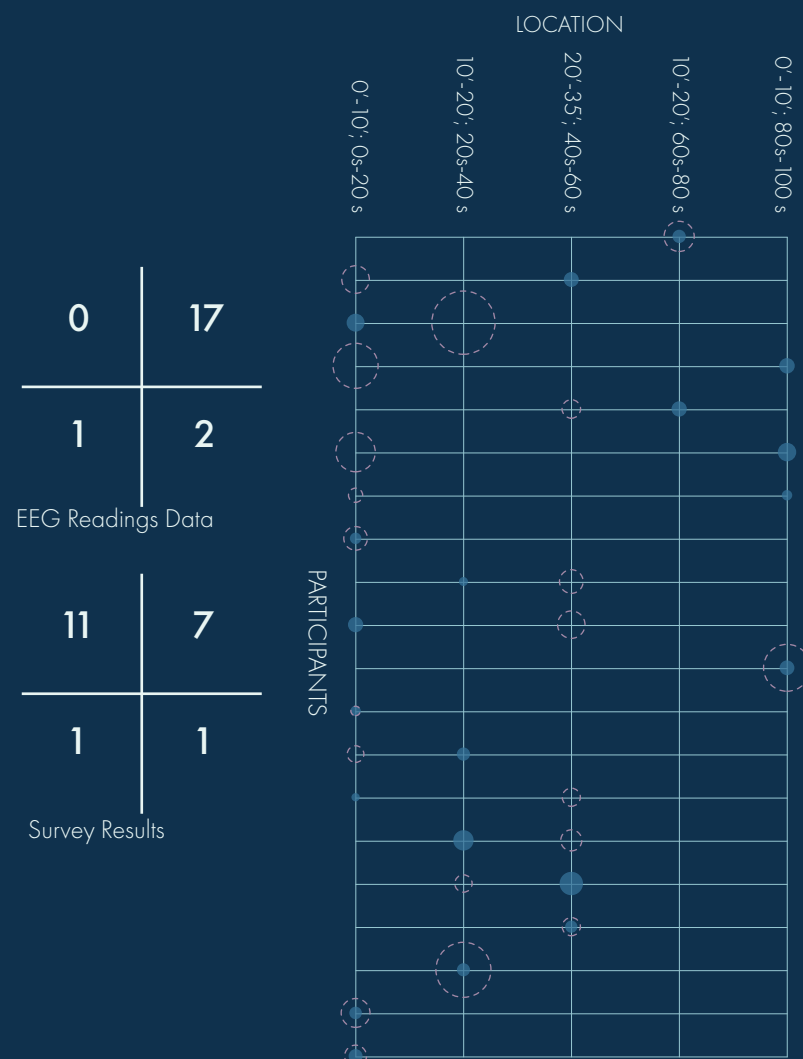 LOCATION
0'-10'; 0s-20 s
10'-20'; 20s-40 s
20'-35'; 40s-60 s
10'-20'; 60s-80 s
0'-10'; 80s-100 s
0 17
1 2
EEG Readings Data
PARTICIPANTS
11 7
1 1
Survey Results